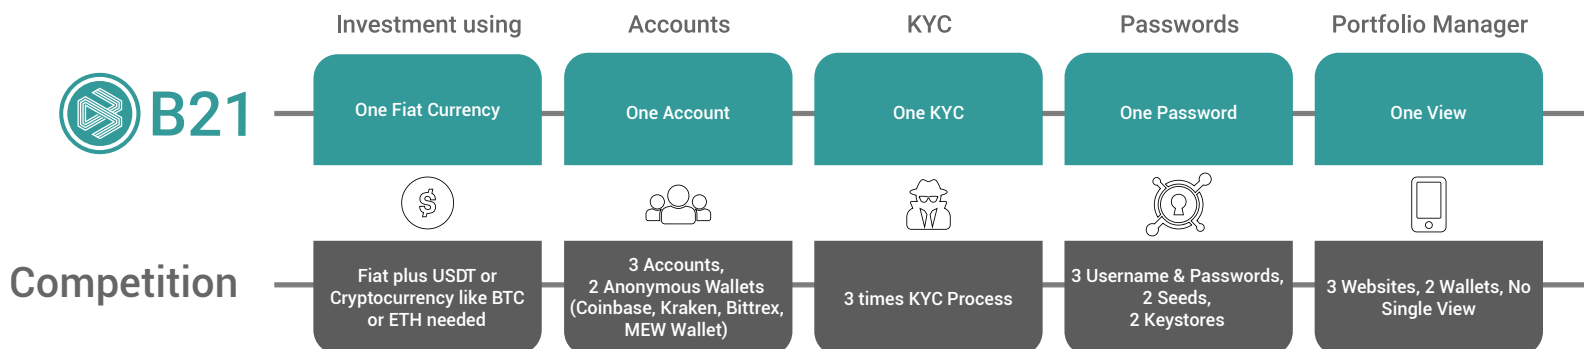 Investment using
Accounts
KYC
Passwords
Portfolio Manager
B21
One Fiat Currency
One Account
One KYC
One Password
One View
$
Competition
Fiat plus USDT or
Cryptocurrency like BTC
or ETH needed
3 Accounts,
2 Anonymous Wallets
(Coinbase, Kraken, Bittrex,
MEW Wallet)
3 times KYC Process
3 Username & Passwords,
2 Seeds,
2 Keystores
3 Websites, 2 Wallets, No
Single View